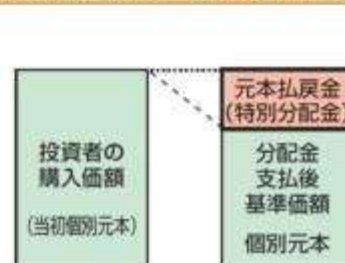 投資者の
購入価額
(当初個別元本)
元本払戻金
(特別分配金)
分配金
支払後
基準価額
個別元本